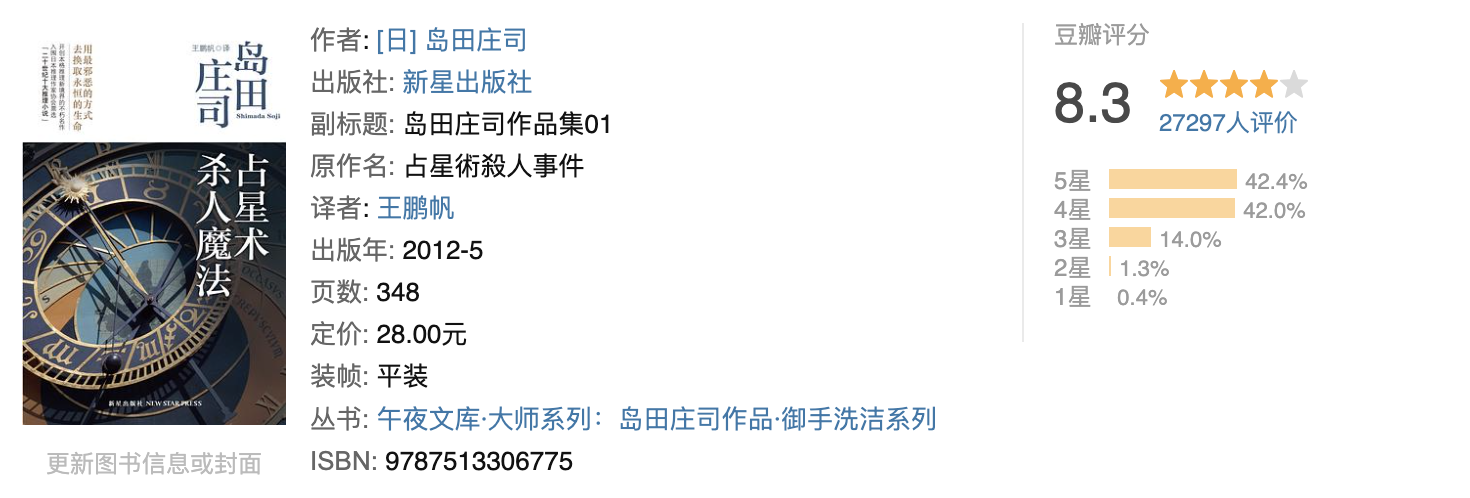 岛田
庄司
Shimada Soji
王鹏帆◎译
用最邪恶的方式
去换取永恒的生命
开创本格推理新境界的不朽名作
入围日本推理作家协会票选
「二十世纪十大推理小说」
占星术
杀人魔法
新星出版社 NEW STAR PRESS
更新图书信息或封面
作者: [日] 岛田庄司
出版社: 新星出版社
副标题: 岛田庄司作品集01
原作名: 占星術殺人事件
译者: 王鹏帆
出版年: 2012-5
页数: 348
定价: 28.00元
装帧: 平装
丛书: 午夜文库·大师系列：岛田庄司作品·御手洗洁系列
ISBN: 9787513306775
豆瓣评分
8.3
27297人评价
5星 42.4%
4星 42.0%
3星 14.0%
2星 1.3%
1星 0.4%